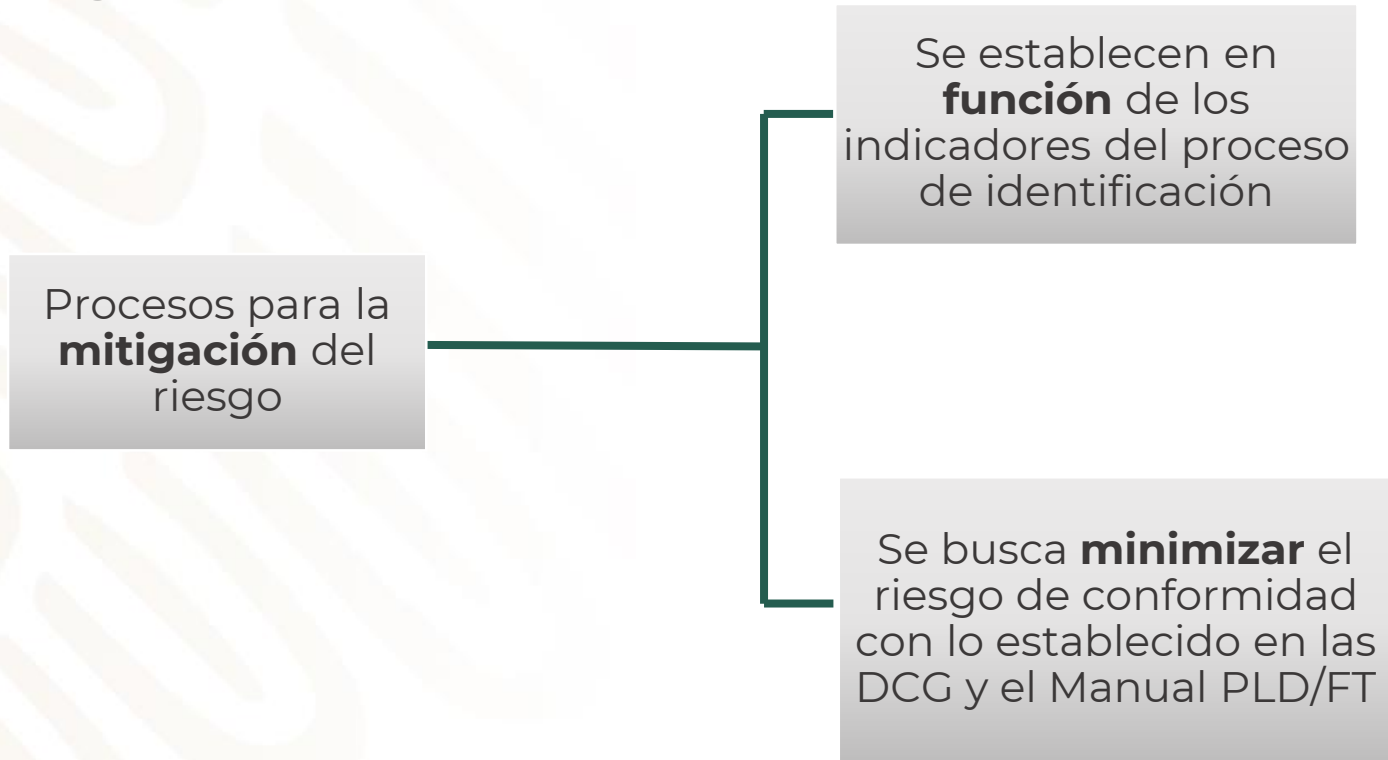 Procesos para la
mitigación del
riesgo
Se establecen en
función de los
indicadores del proceso
de identificación
Se busca minimizar el
riesgo de conformidad
con lo establecido en las
DCG y el Manual PLD/FT